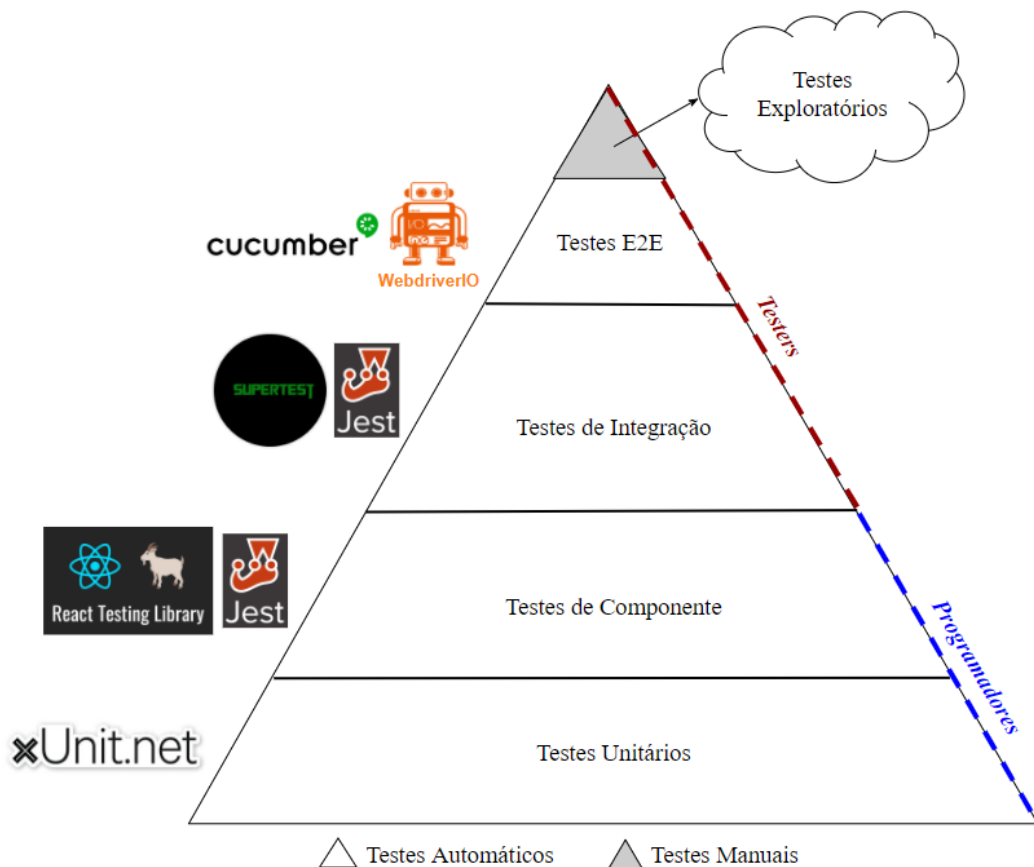 Testes
Exploratórios
cucumber
WebdriverIO
Testes E2E
Testers
SUPERTEST
Jest
Testes de Integração
React Testing Library
Jest
Testes de Componente
Programadores
xUnit.net
Testes Unitários
Testes Automáticos
Testes Manuais